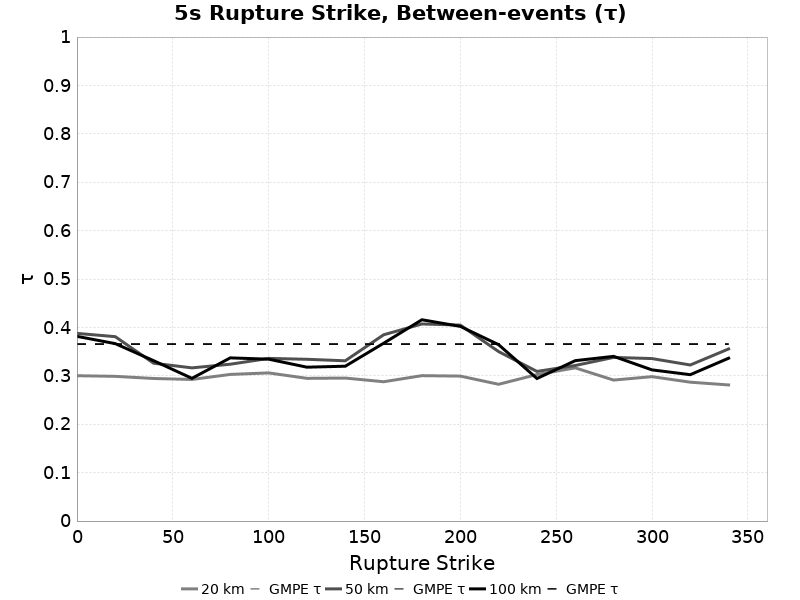 5s Rupture Strike, Between-events (τ)
1
0.9
0.8
0.7
0.6
0.5
0.4
0.3
0.2
0.1
0
τ
0 50 100 150 200 250 300 350
Rupture Strike
20 km GMPE τ 50 km GMPE τ 100 km GMPE τ